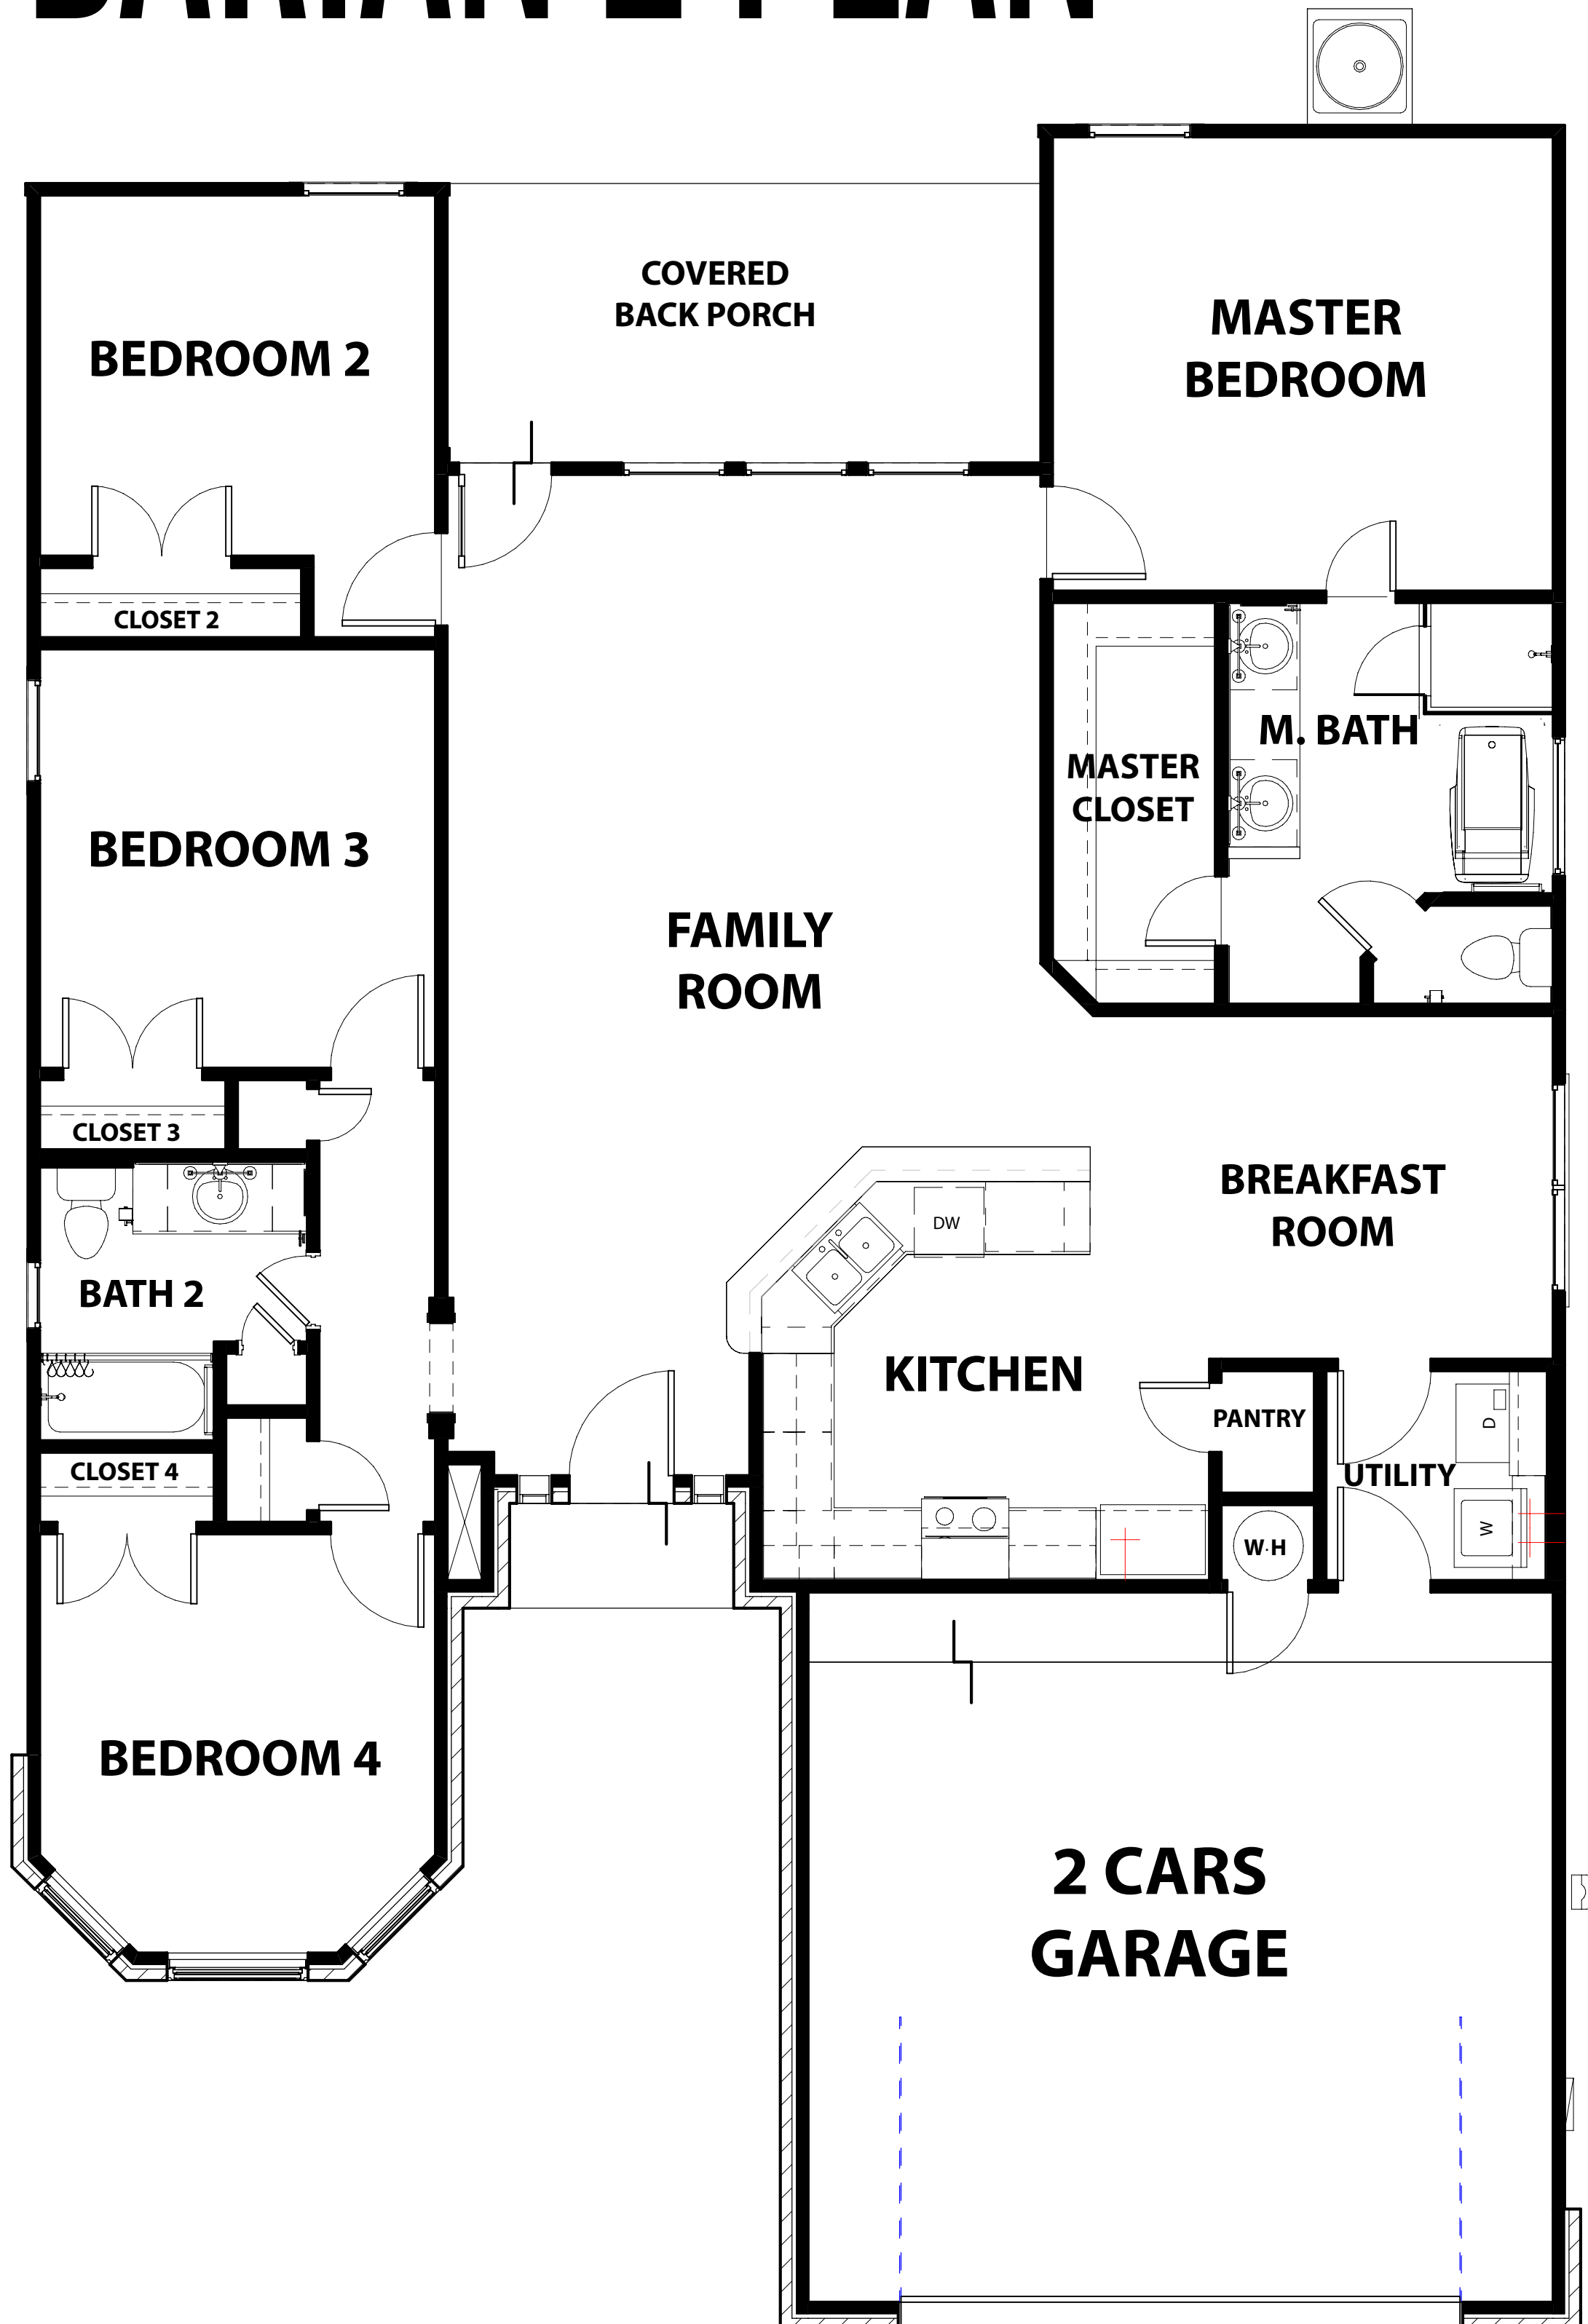 COVERED
BACK PORCH
MASTER
BEDROOM
BEDROOM 2
CLOSET 2
M. BATH
MASTER
CLOSET
BEDROOM 3
FAMILY
ROOM
CLOSET 3
BREAKFAST
ROOM
DW
BATH 2
KITCHEN
PANTRY
D
CLOSET 4
UTILITY
W
W·H
BEDROOM 4
2 CARS
GARAGE